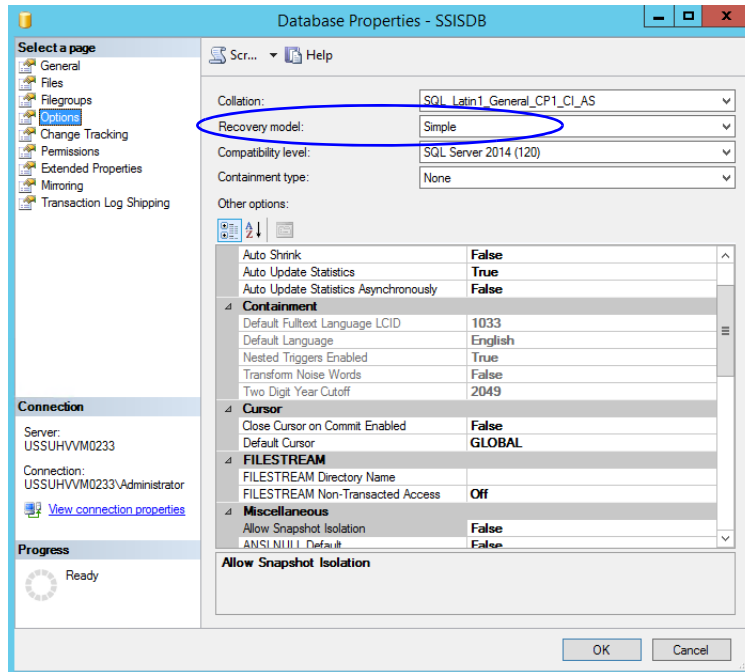 Database Properties - SSISDB
x
Select a page
General
Files
Filegroups
Options
Change Tracking
Permissions
Extended Properties
Mirroring
Transaction Log Shipping
Scr... Help
Collation: SQL_Latin1_General_CP1_CI_AS
Recovery model: Simple
Compatibility level: SQL Server 2014 (120)
Containment type: None
Other options:
A
Z
Auto Shrink False
Auto Update Statistics True
Auto Update Statistics Asynchronously False
Containment
Default Fulltext Language LCID 1033
Default Language English
Nested Triggers Enabled True
Transform Noise Words False
Two Digit Year Cutoff 2049
Cursor
Close Cursor on Commit Enabled False
Default Cursor GLOBAL
FILESTREAM
FILESTREAM Directory Name
FILESTREAM Non-Transacted Access Off
Miscellaneous
Allow Snapshot Isolation False
ANSI NULL Default False
Allow Snapshot Isolation
Connection
Server:
USSUHVVM0233
Connection:
USSUHVVM0233\Administrator
View connection properties
Progress
Ready
OK Cancel